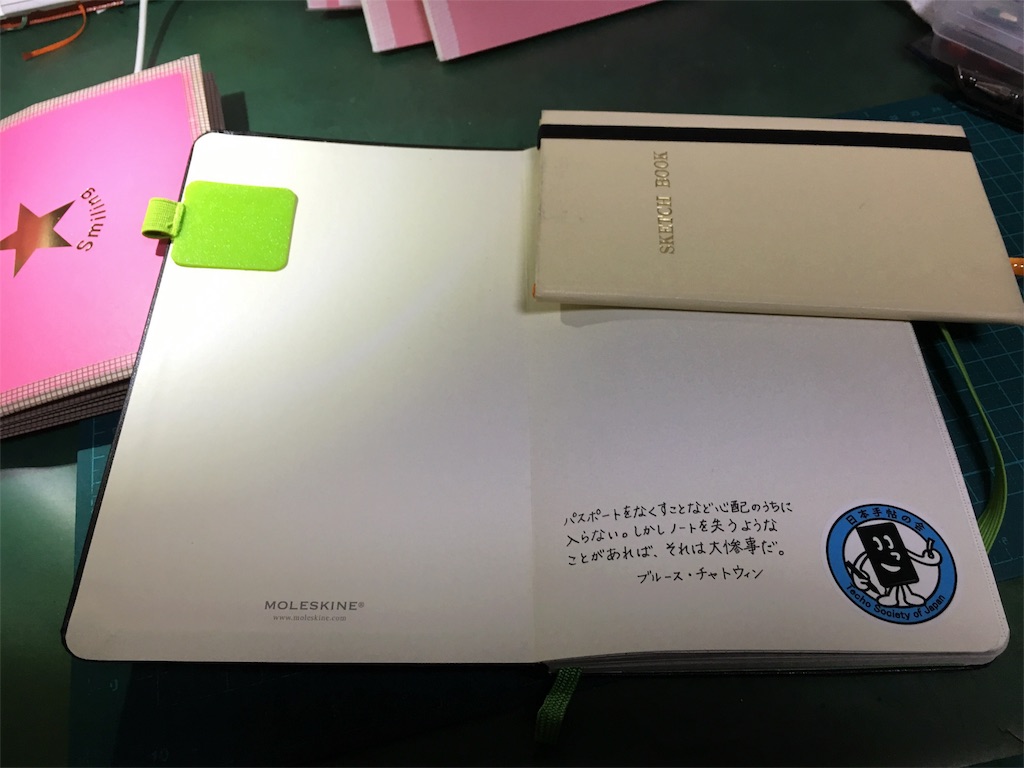 Smiling
SKETCH BOOK
MOLESKINE®
www.moleskine.com
パスポートをなくすことなど心配のうちに
入らない。しかしノートを失うような
ことがあれば、それは大惨事だ。
ブルース・チャトウィン
日本手帖の会
Techo Society of Japan